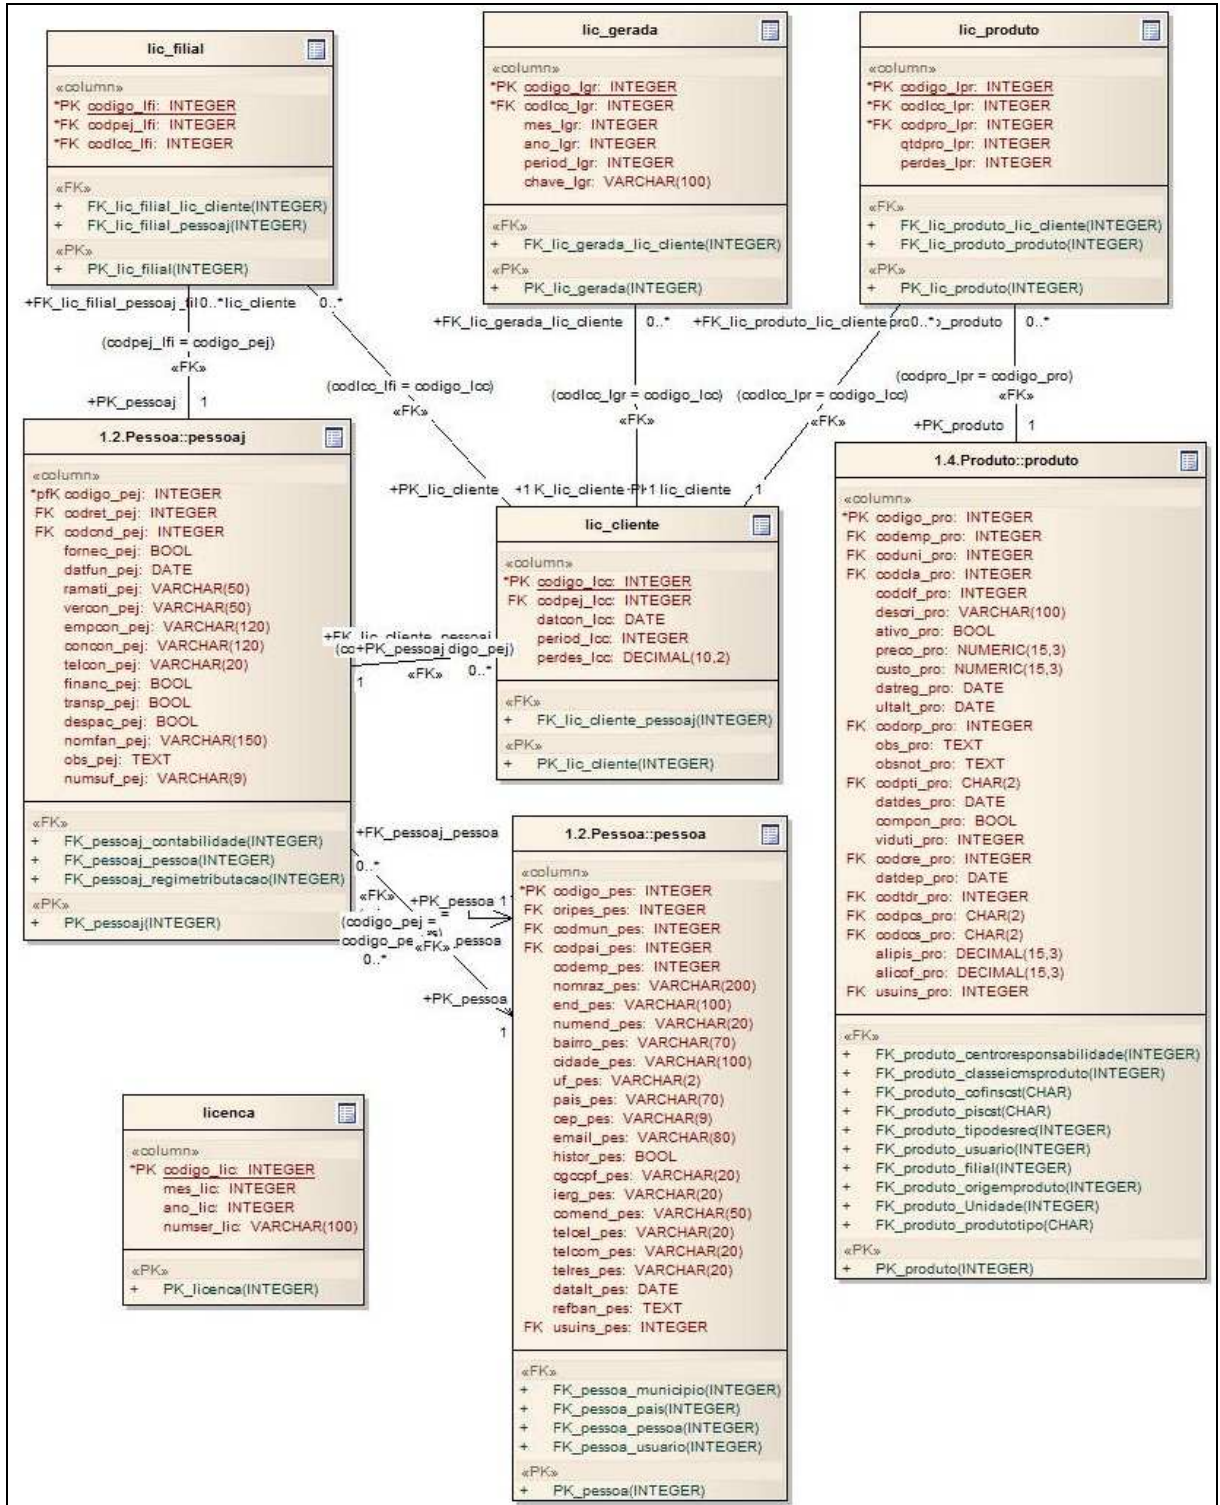 lic_filial
«column»
*PK codigo_lfi: INTEGER
*FK codpej_lfi: INTEGER
*FK codlcc_lfi: INTEGER
«FK»
+ FK_lic_filial_lic_cliente(INTEGER)
+ FK_lic_filial_pessoaj(INTEGER)
«PK»
+ PK_lic_filial(INTEGER)
lic_gerada
«column»
*PK codigo_lgr: INTEGER
*FK codlcc_lgr: INTEGER
mes_lgr: INTEGER
ano_lgr: INTEGER
period_lgr: INTEGER
chave_lgr: VARCHAR(100)
«FK»
+ FK_lic_gerada_lic_cliente(INTEGER)
«PK»
+ PK_lic_gerada(INTEGER)
lic_produto
«column»
*PK codigo_lpr: INTEGER
*FK codlcc_lpr: INTEGER
*FK codpro_lpr: INTEGER
qtdpro_lpr: INTEGER
perdes_lpr: INTEGER
«FK»
+ FK_lic_produto_lic_cliente(INTEGER)
+ FK_lic_produto_produto(INTEGER)
«PK»
+ PK_lic_produto(INTEGER)
+FK_lic_filial_pessoaj 0..* lic_cliente 0..*
+FK_lic_gerada_lic_cliente 0..* +FK_lic_produto_lic_cliente 0..* _produto 0..*
(codpej_lfi = codigo_pej)
«FK»
(codlcc_lfi = codigo_lcc)
«FK»
(codlcc_lgr = codigo_lcc)
«FK»
(codlcc_lpr = codigo_lcc)
«FK»
(codpro_lpr = codigo_pro)
«FK»
+PK_pessoaj 1
+PK_produto 1
+PK_lic_cliente +1 K_lic_cliente 1 lic_cliente 1
1.2.Pessoa::pessoaj
«column»
*pfK codigo_pej: INTEGER
FK codret_pej: INTEGER
FK codcnd_pej: INTEGER
fornec_pej: BOOL
datfun_pej: DATE
ramati_pej: VARCHAR(50)
vercon_pej: VARCHAR(50)
empcon_pej: VARCHAR(120)
concon_pej: VARCHAR(120)
telcon_pej: VARCHAR(20)
financ_pej: BOOL
transp_pej: BOOL
despac_pej: BOOL
nomfan_pej: VARCHAR(150)
obs_pej: TEXT
numsuf_pej: VARCHAR(9)
«FK»
+ FK_pessoaj_contabilidade(INTEGER)
+ FK_pessoaj_pessoa(INTEGER)
+ FK_pessoaj_regimetributacao(INTEGER)
«PK»
+ PK_pessoaj(INTEGER)
+FK_lic_cliente_pessoaj
+PK_pessoaj digo_pej)
1 «FK» 0..*
lic_cliente
«column»
*PK codigo_lcc: INTEGER
FK codpej_lcc: INTEGER
datcon_lcc: DATE
period_lcc: INTEGER
perdes_lcc: DECIMAL(10,2)
«FK»
+ FK_lic_cliente_pessoaj(INTEGER)
«PK»
+ PK_lic_cliente(INTEGER)
1.4.Produto::produto
«column»
*PK codigo_pro: INTEGER
FK codemp_pro: INTEGER
FK coduni_pro: INTEGER
FK codcla_pro: INTEGER
codclf_pro: INTEGER
descri_pro: VARCHAR(100)
ativo_pro: BOOL
preco_pro: NUMERIC(15,3)
custo_pro: NUMERIC(15,3)
datreg_pro: DATE
ultalt_pro: DATE
FK codorp_pro: INTEGER
obs_pro: TEXT
obsnot_pro: TEXT
FK codpti_pro: CHAR(2)
datdes_pro: DATE
compon_pro: BOOL
viduti_pro: INTEGER
FK codcre_pro: INTEGER
datdep_pro: DATE
FK codtdr_pro: INTEGER
FK codpcs_pro: CHAR(2)
FK codccs_pro: CHAR(2)
alipis_pro: DECIMAL(15,3)
alicof_pro: DECIMAL(15,3)
FK usuins_pro: INTEGER
«FK»
+ FK_produto_centroresponsabilidade(INTEGER)
+ FK_produto_classeicmsproduto(INTEGER)
+ FK_produto_cofinscst(CHAR)
+ FK_produto_piscst(CHAR)
+ FK_produto_tipodesrec(INTEGER)
+ FK_produto_usuario(INTEGER)
+ FK_produto_filial(INTEGER)
+ FK_produto_origemproduto(INTEGER)
+ FK_produto_Unidade(INTEGER)
+ FK_produto_produtotipo(CHAR)
«PK»
+ PK_produto(INTEGER)
+FK_pessoaj_pessoa
0..*
«FK» +PK_pessoa 1
(codigo_pej =
codigo_pe «FK» _pessoa
0..*
+PK_pessoa
1
1.2.Pessoa::pessoa
«column»
*PK codigo_pes: INTEGER
FK oripes_pes: INTEGER
FK codmun_pes: INTEGER
FK codpai_pes: INTEGER
codemp_pes: INTEGER
nomraz_pes: VARCHAR(200)
end_pes: VARCHAR(100)
numend_pes: VARCHAR(20)
bairro_pes: VARCHAR(70)
cidade_pes: VARCHAR(100)
uf_pes: VARCHAR(2)
pais_pes: VARCHAR(70)
cep_pes: VARCHAR(9)
email_pes: VARCHAR(80)
histor_pes: BOOL
cgccpf_pes: VARCHAR(20)
ierg_pes: VARCHAR(20)
comend_pes: VARCHAR(50)
telcel_pes: VARCHAR(20)
telcom_pes: VARCHAR(20)
telres_pes: VARCHAR(20)
datalt_pes: DATE
refban_pes: TEXT
FK usuins_pes: INTEGER
«FK»
+ FK_pessoa_municipio(INTEGER)
+ FK_pessoa_pais(INTEGER)
+ FK_pessoa_pessoa(INTEGER)
+ FK_pessoa_usuario(INTEGER)
«PK»
+ PK_pessoa(INTEGER)
licenca
«column»
*PK codigo_lic: INTEGER
mes_lic: INTEGER
ano_lic: INTEGER
numser_lic: VARCHAR(100)
«PK»
+ PK_licenca(INTEGER)